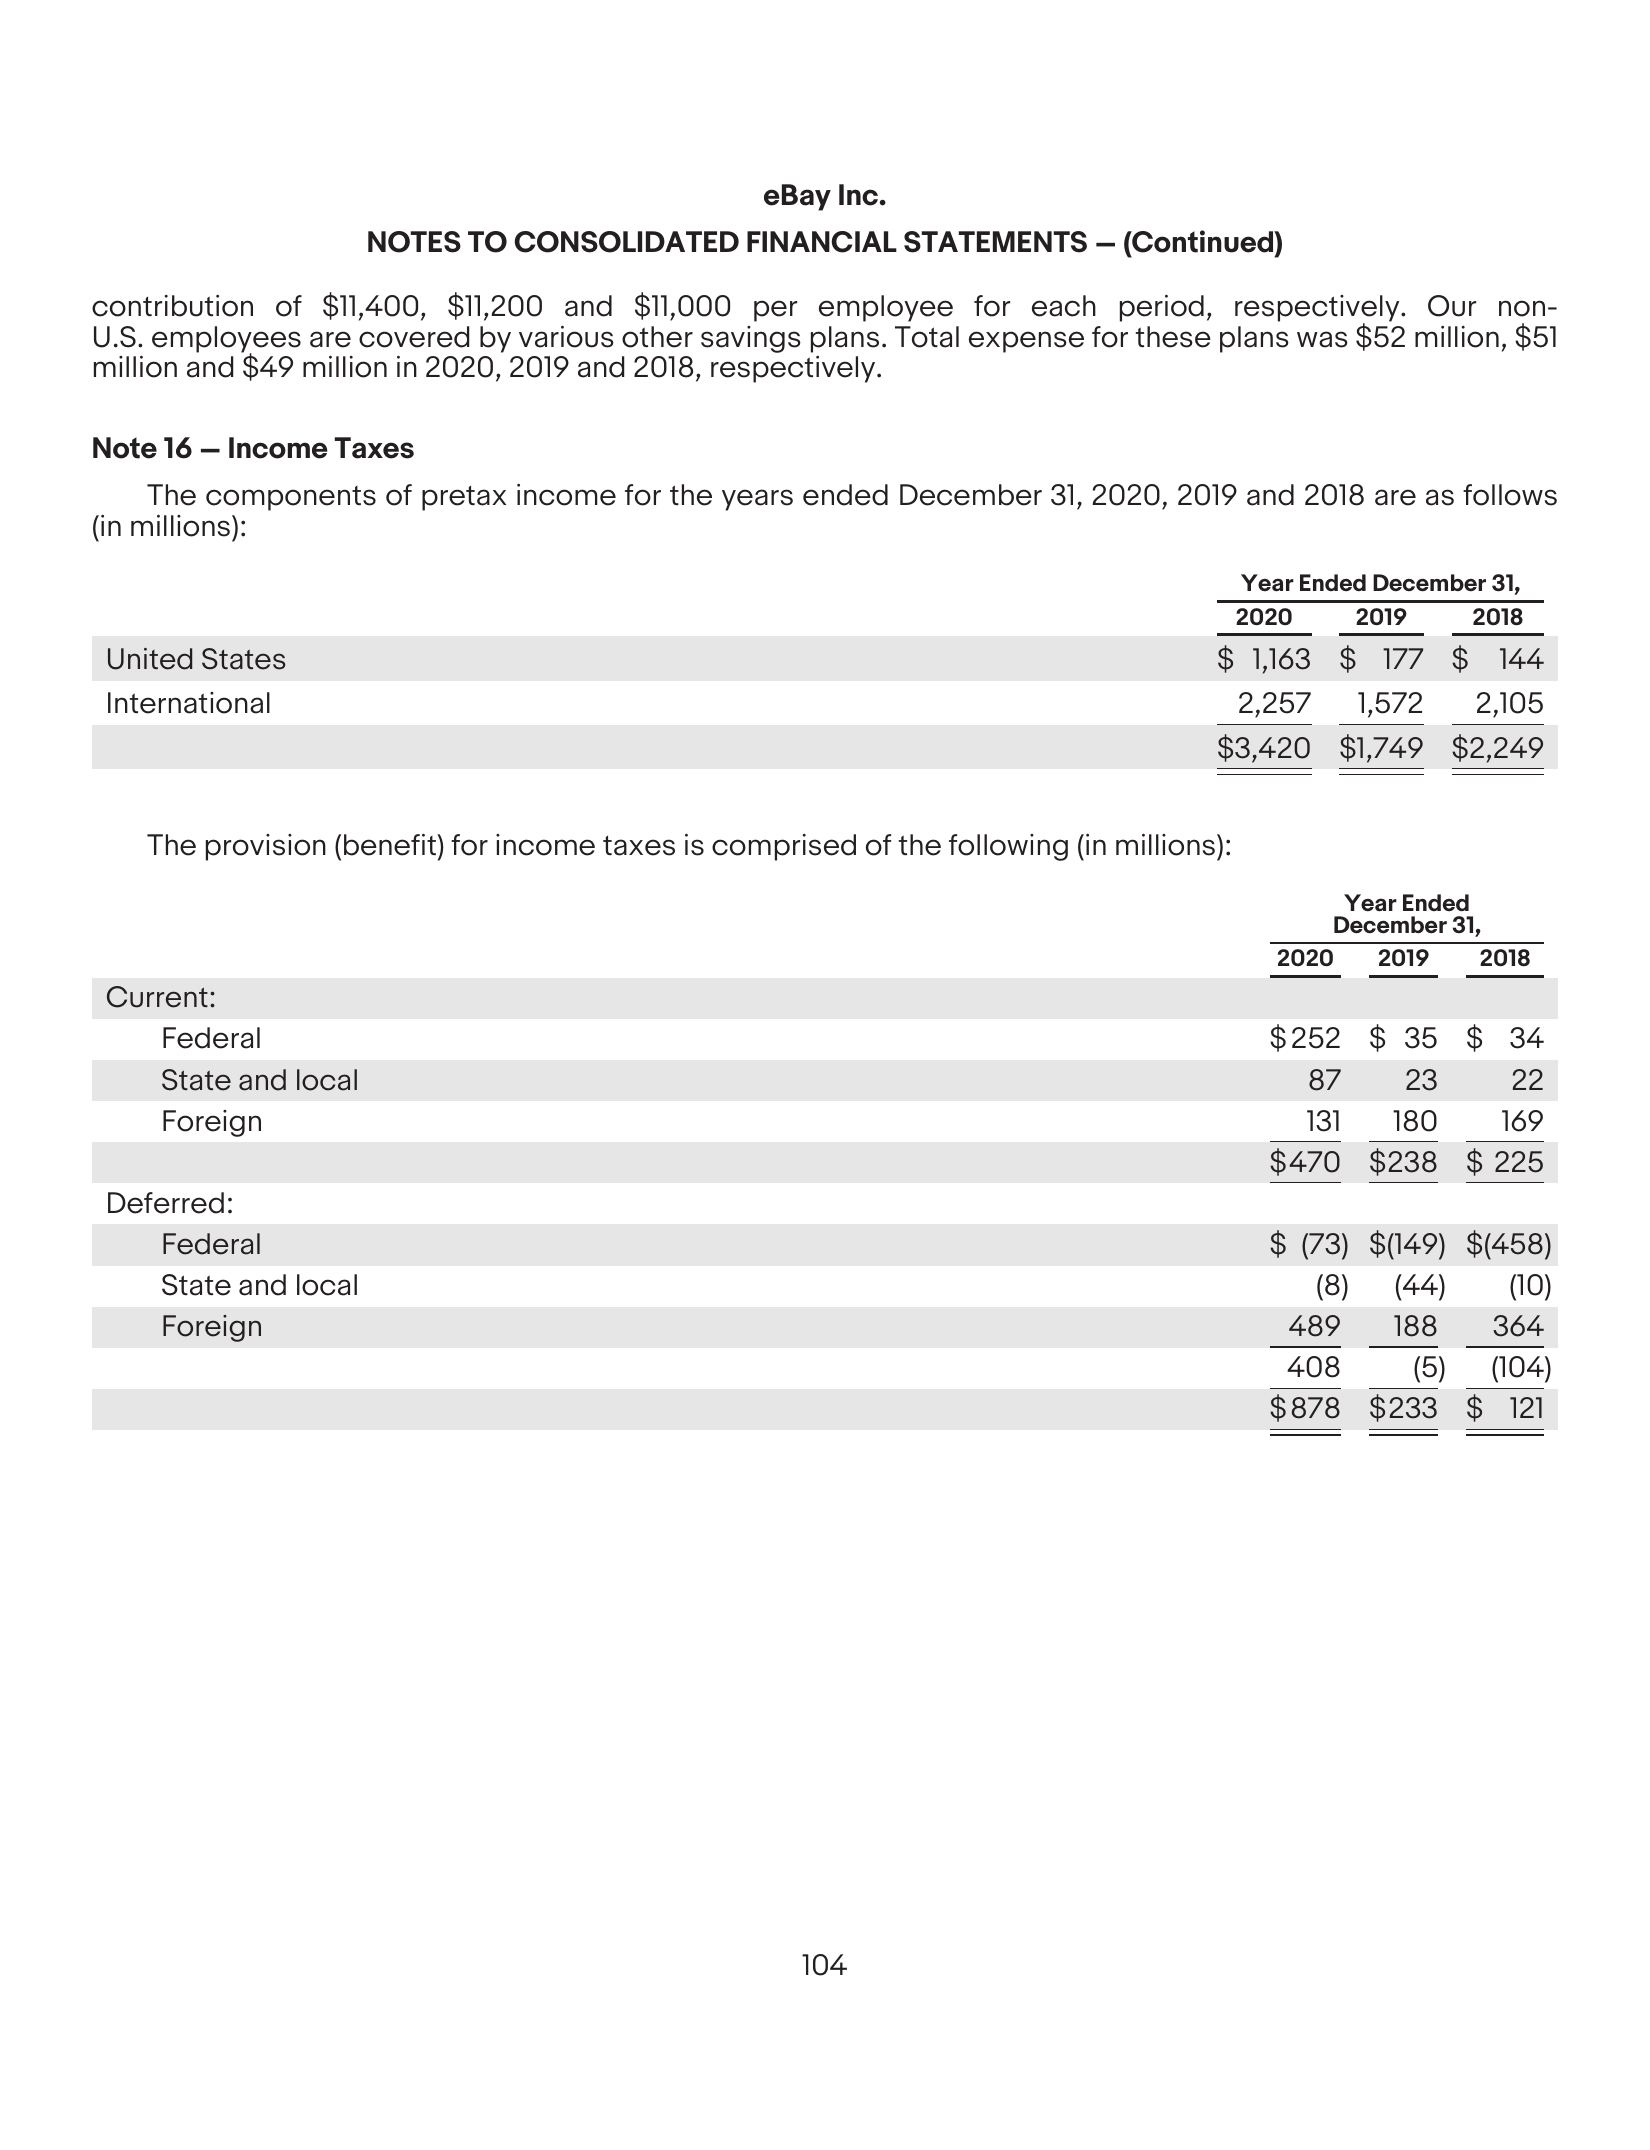 eBay Inc.
NOTES TO CONSOLIDATED FINANCIAL STATEMENTS — (Continued)
contribution of $11,400, $11,200 and $11,000 per employee for each period, respectively. Our non-
U.S. employees are covered by various other savings plans. Total expense for these plans was $52 million, $51
million and $49 million in 2020, 2019 and 2018, respectively.
Note 16 — Income Taxes
The components of pretax income for the years ended December 31, 2020, 2019 and 2018 are as follows
(in millions):
Year Ended December 31,
2020 2019 2018
United States $ 1,163 $ 177 $ 144
International 2,257 1,572 2,105
$3,420 $1,749 $2,249
The provision (benefit) for income taxes is comprised of the following (in millions):
Year Ended
December 31,
2020 2019 2018
Current:
Federal $252 $ 35 $ 34
State and local 87 23 22
Foreign 131 180 169
$470 $238 $ 225
Deferred:
Federal $ (73) $(149) $(458)
State and local (8) (44) (10)
Foreign 489 188 364
408 (5) (104)
$878 $233 $ 121
104